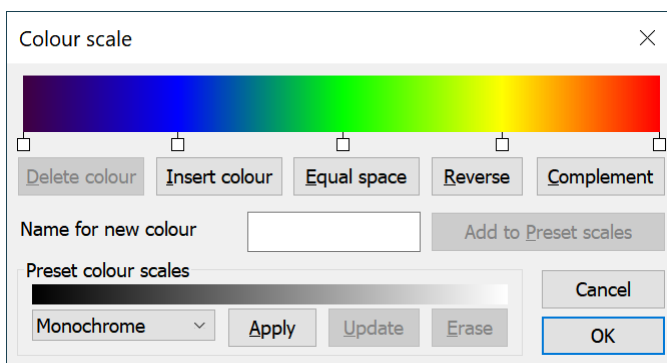 Colour scale
Delete colour Insert colour Equal space Reverse Complement
Name for new colour Add to Preset scales
Preset colour scales
Cancel
Monochrome Apply Update Erase
OK